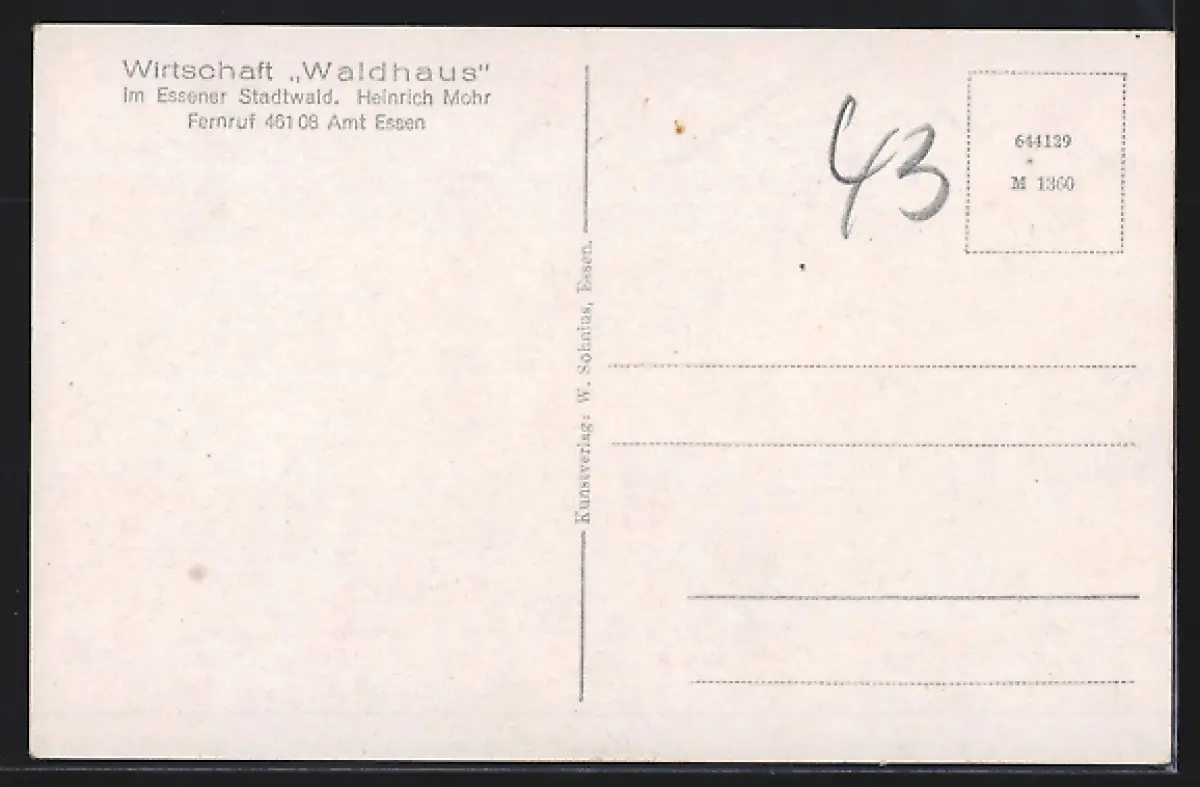 Wirtschaft „Waldhaus"
im Essener Stadtwald. Heinrich Mohr
Fernruf 46108 Amt Essen
Kunstverlag: W. Sohnius, Essen.
43
644129
M 1360